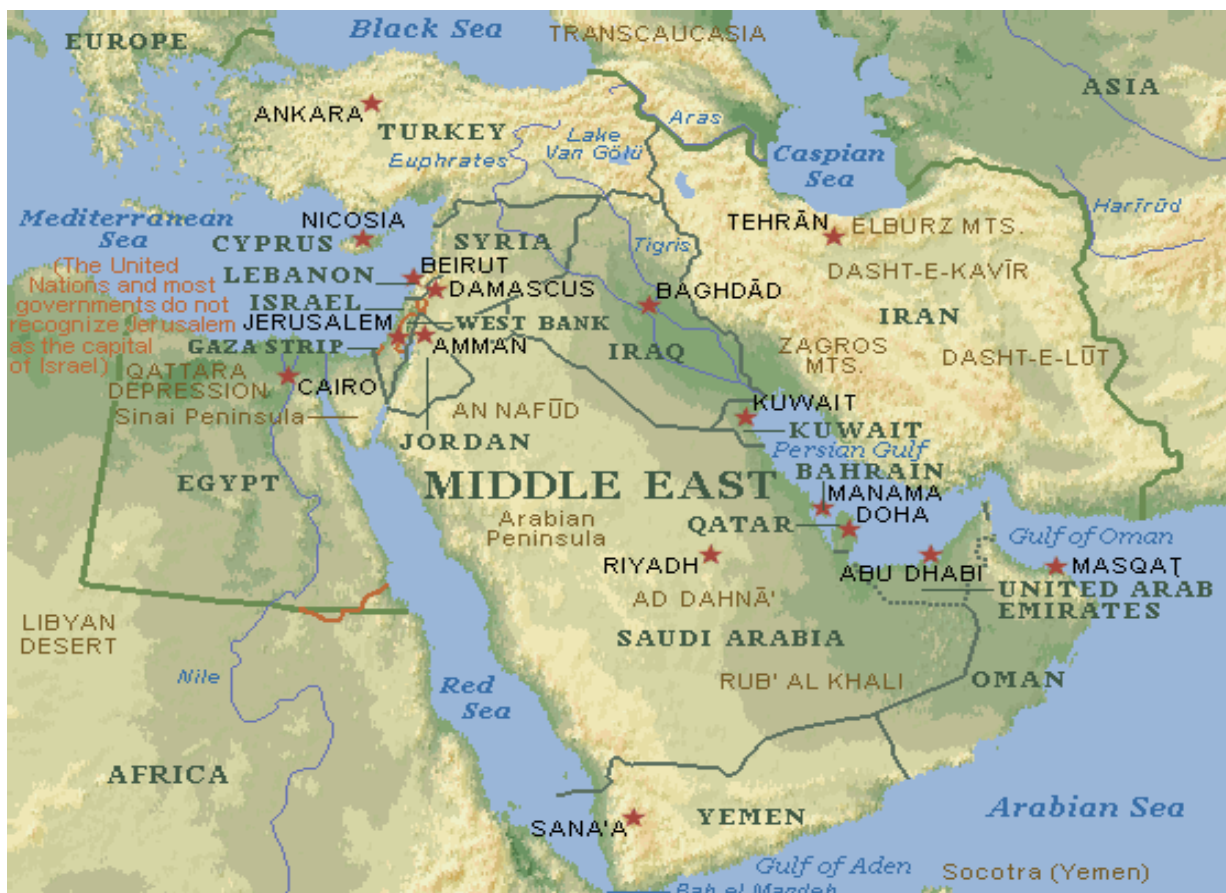 EUROPE
Black Sea
TRANSCAUCASIA
ASIA
ANKARA
TURKEY
Euphrates
Lake
Van Gölü
Aras
Caspian
Sea
Harīrūd
Mediterranean
Sea
NICOSIA
CYPRUS
SYRIA
Tigris
TEHRĀN
ELBURZ MTS.
DASHT-E-KAVĪR
(The United
Nations and most
governments do not
recognize Jerusalem
as the capital
of Israel)
LEBANON
BEIRUT
ISRAEL
DAMASCUS
JERUSALEM
WEST BANK
GAZA STRIP
AMMAN
BAGHDĀD
IRAQ
IRAN
ZAGROS
MTS.
DASHT-E-LŪT
QATTARA
DEPRESSION
CAIRO
Sinai Peninsula
JORDAN
AN NAFŪD
KUWAIT
KUWAIT
Persian Gulf
EGYPT
MIDDLE EAST
BAHRAIN
MANAMA
QATAR
DOHA
Arabian
Peninsula
RIYADH
ABU DHABI
Gulf of Oman
MASQAṬ
UNITED ARAB
EMIRATES
AD DAHNĀ'
SAUDI ARABIA
LIBYAN
DESERT
Nile
Red
Sea
RUB' AL KHALI
OMAN
AFRICA
SANA'A
YEMEN
Arabian Sea
Gulf of Aden
Socotra (Yemen)
Bab el Mandeb